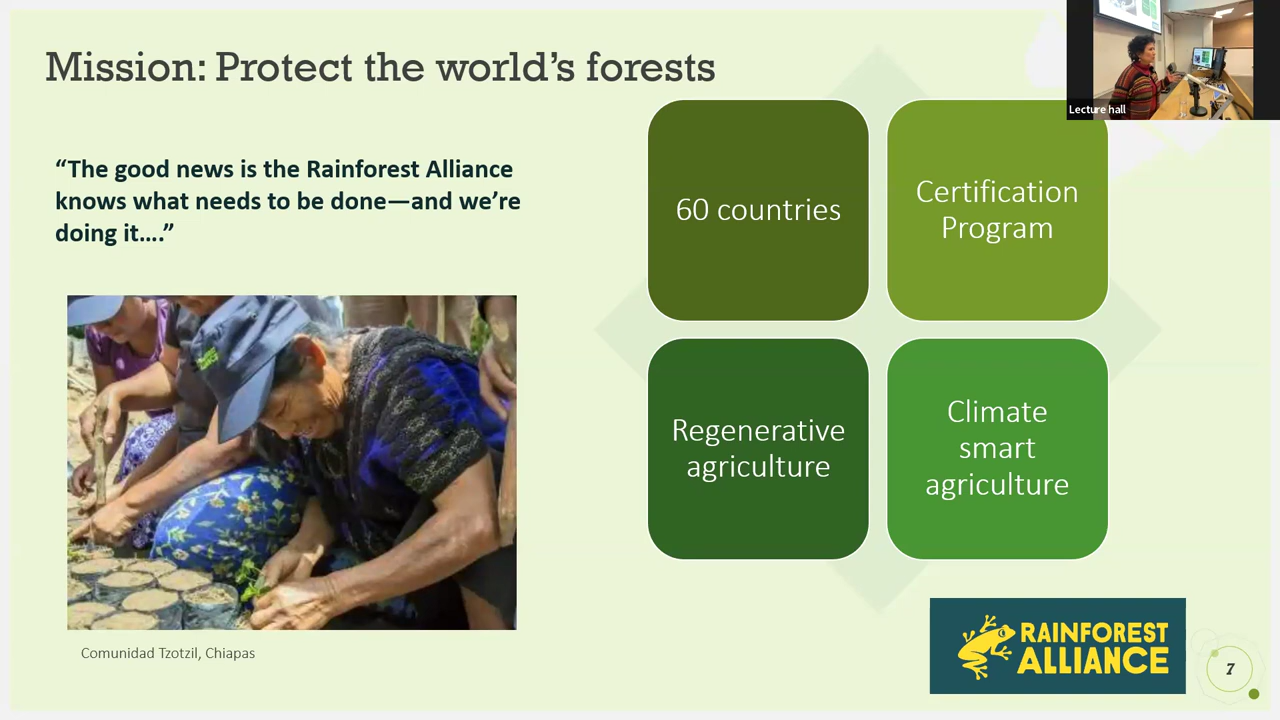 Mission: Protect the world’s forests
Lecture hall
“The good news is the Rainforest Alliance
knows what needs to be done—and we’re
doing it….”
60 countries
Certification
Program
Regenerative
agriculture
Climate
smart
agriculture
Comunidad Tzotzil, Chiapas
RAINFOREST
ALLIANCE
7